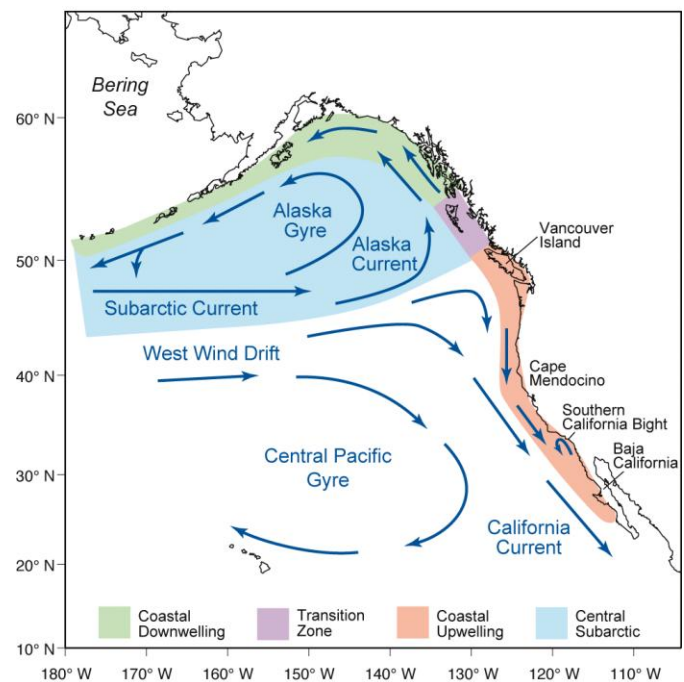 Bering
Sea
60° N
Alaska
Gyre
Alaska
Current
Vancouver
Island
50° N
Subarctic Current
West Wind Drift
40° N
Cape
Mendocino
Southern
California Bight
Baja
California
Central Pacific
Gyre
30° N
California
Current
20° N
Coastal
Downwelling
Transition
Zone
Coastal
Upwelling
Central
Subarctic
10° N
180° W
170° W
160° W
150° W
140° W
130° W
120° W
110° W